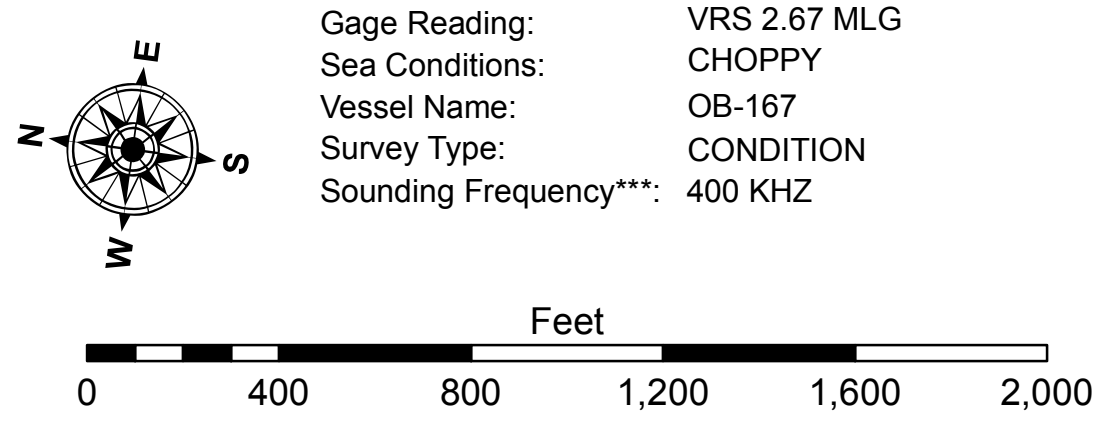 Gage Reading: VRS 2.67 MLG
Sea Conditions: CHOPPY
Vessel Name: OB-167
Survey Type: CONDITION
Sounding Frequency***: 400 KHZ
N
E
S
W
Feet
0 400 800 1,200 1,600 2,000